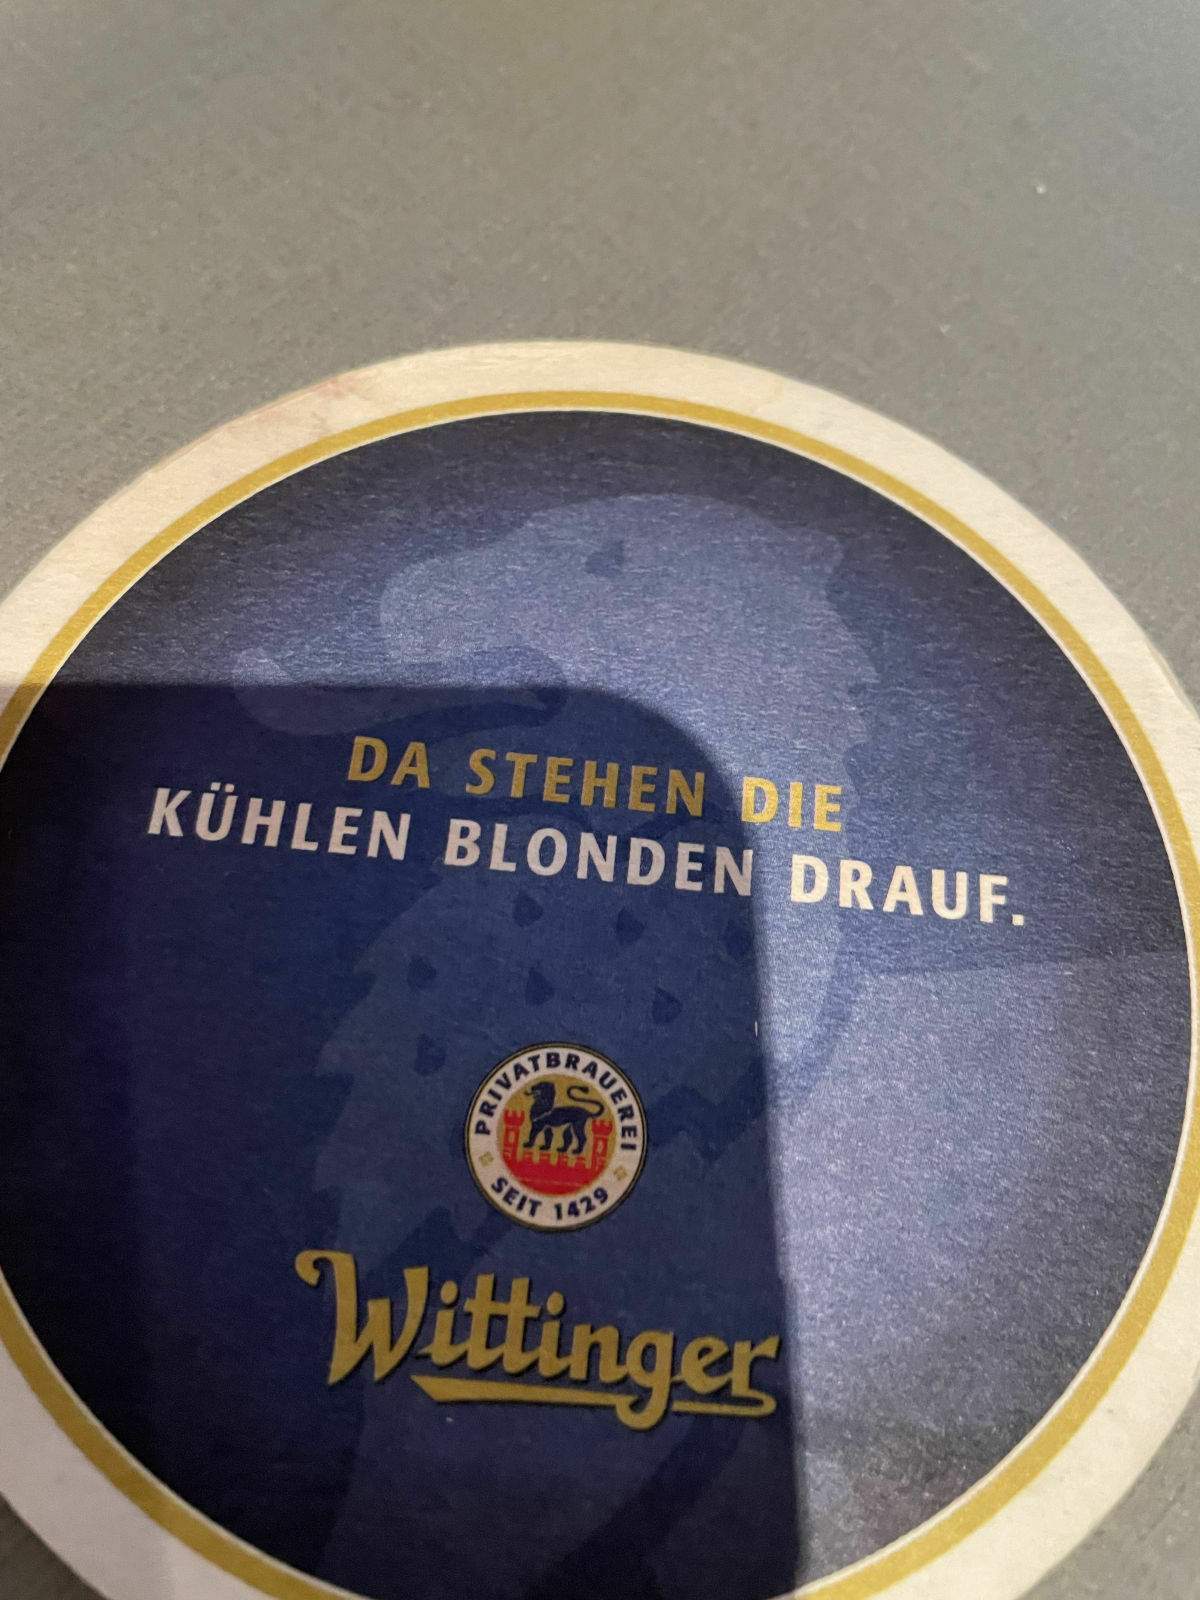 DA STEHEN DIE
KÜHLEN BLONDEN DRAUF.
PRIVATBRAUEREI
SEIT 1429
Wittinger